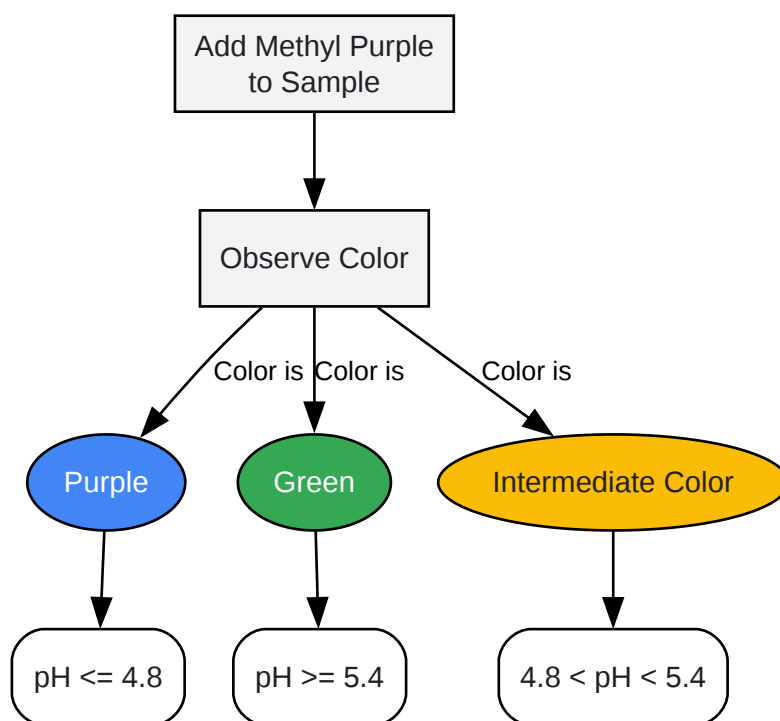 Add Methyl Purple
to Sample
Observe Color
Color is
Color is
Color is
Purple
Green
Intermediate Color
pH <= 4.8
pH >= 5.4
4.8 < pH < 5.4